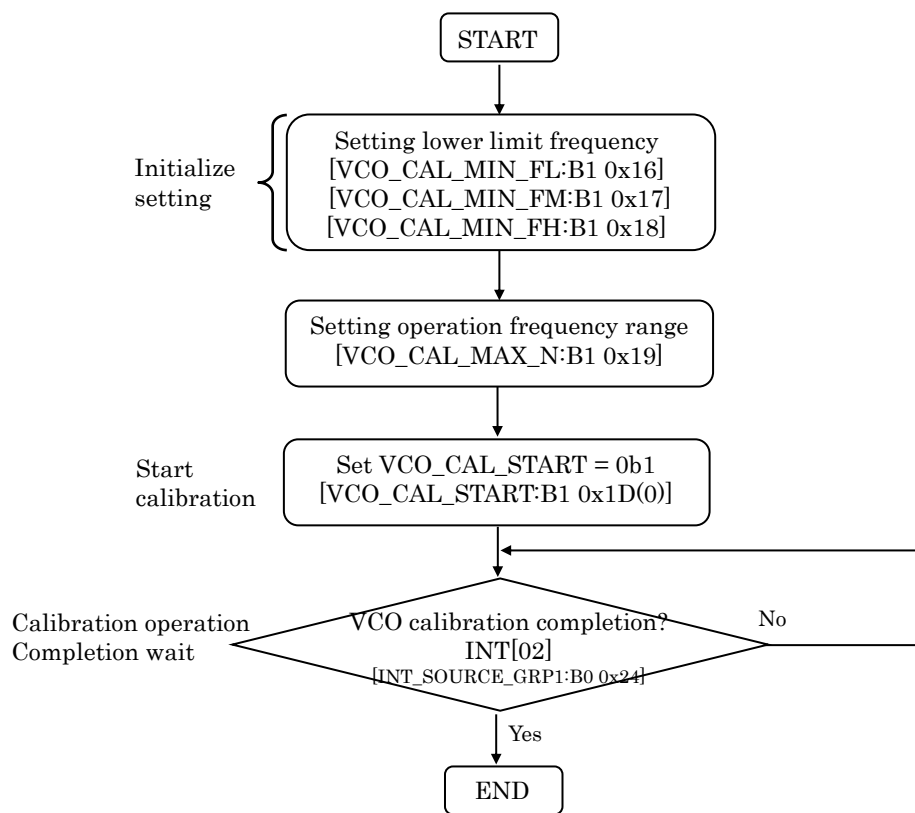 START
Initialize
setting
Setting lower limit frequency
[VCO_CAL_MIN_FL:B1 0x16]
[VCO_CAL_MIN_FM:B1 0x17]
[VCO_CAL_MIN_FH:B1 0x18]
Setting operation frequency range
[VCO_CAL_MAX_N:B1 0x19]
Start
calibration
Set VCO_CAL_START = 0b1
[VCO_CAL_START:B1 0x1D(0)]
Calibration operation
Completion wait
VCO calibration completion?
INT[02]
[INT_SOURCE_GRP1:B0 0x24]
No
Yes
END